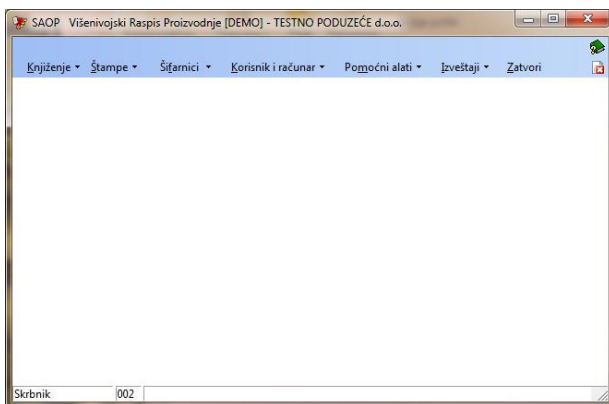 SAOP Višenivojski Raspis Proizvodnje [DEMO] - TESTNO PODUZEĆE d.o.o.
Knjiženje Štampe Šifarnici Korisnik i računar Pomoćni alati Izveštaji Zatvori
Skrbnik 002